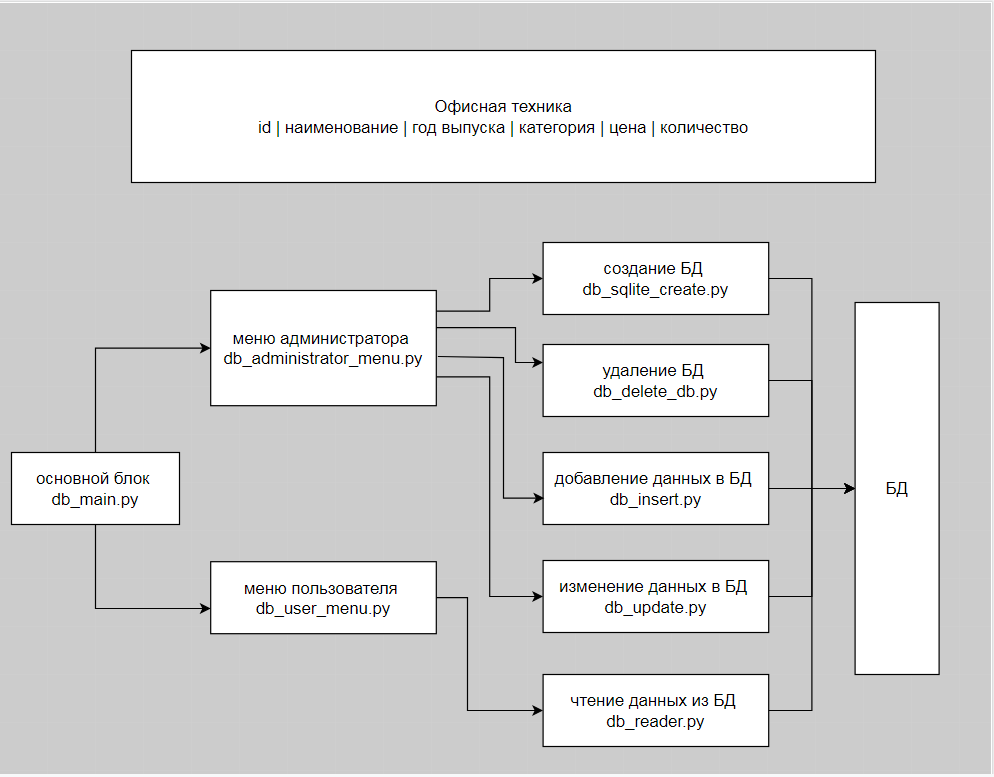 Офисная техника
id | наименование | год выпуска | категория | цена | количество
создание БД
db_sqlite_create.py
меню администратора
db_administrator_menu.py
удаление БД
db_delete_db.py
основной блок
db_main.py
добавление данных в БД
db_insert.py
БД
меню пользователя
db_user_menu.py
изменение данных в БД
db_update.py
чтение данных из БД
db_reader.py